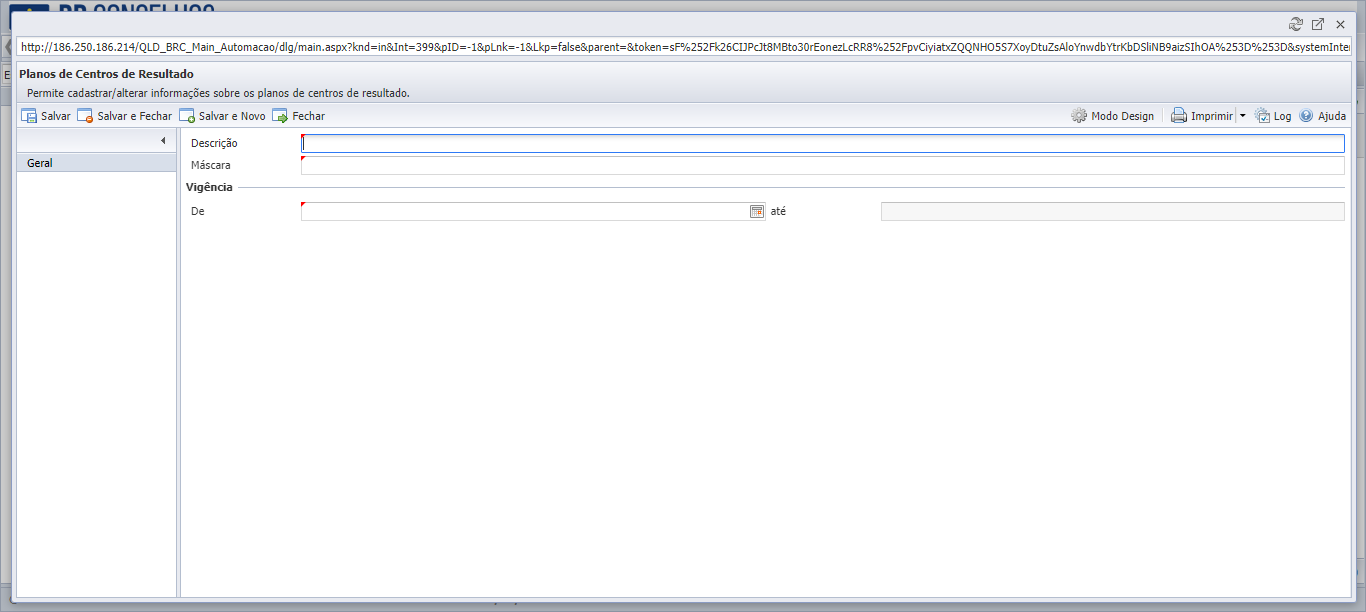 BR CONSELHOS
http://186.250.186.214/QLD_BRC_Main_Automacao/dlg/main.aspx?knd=in&Int=399&pID=-1&pLnk=-1&Lkp=false&parent=&token=sF%252Fk26CIJPcJt8MBto30rEonezLcRR8%252FpvCiyiatxZQQNHO5S7XoyDtuZsAloYnwdbYtrKbDSliNB9aizSIhOA%253D%253D&systemInter
Planos de Centros de Resultado
Permite cadastrar/alterar informações sobre os planos de centros de resultado.
Salvar Salvar e Fechar Salvar e Novo Fechar Modo Design Imprimir Log Ajuda
Geral
Descrição
Máscara
Vigência
De até